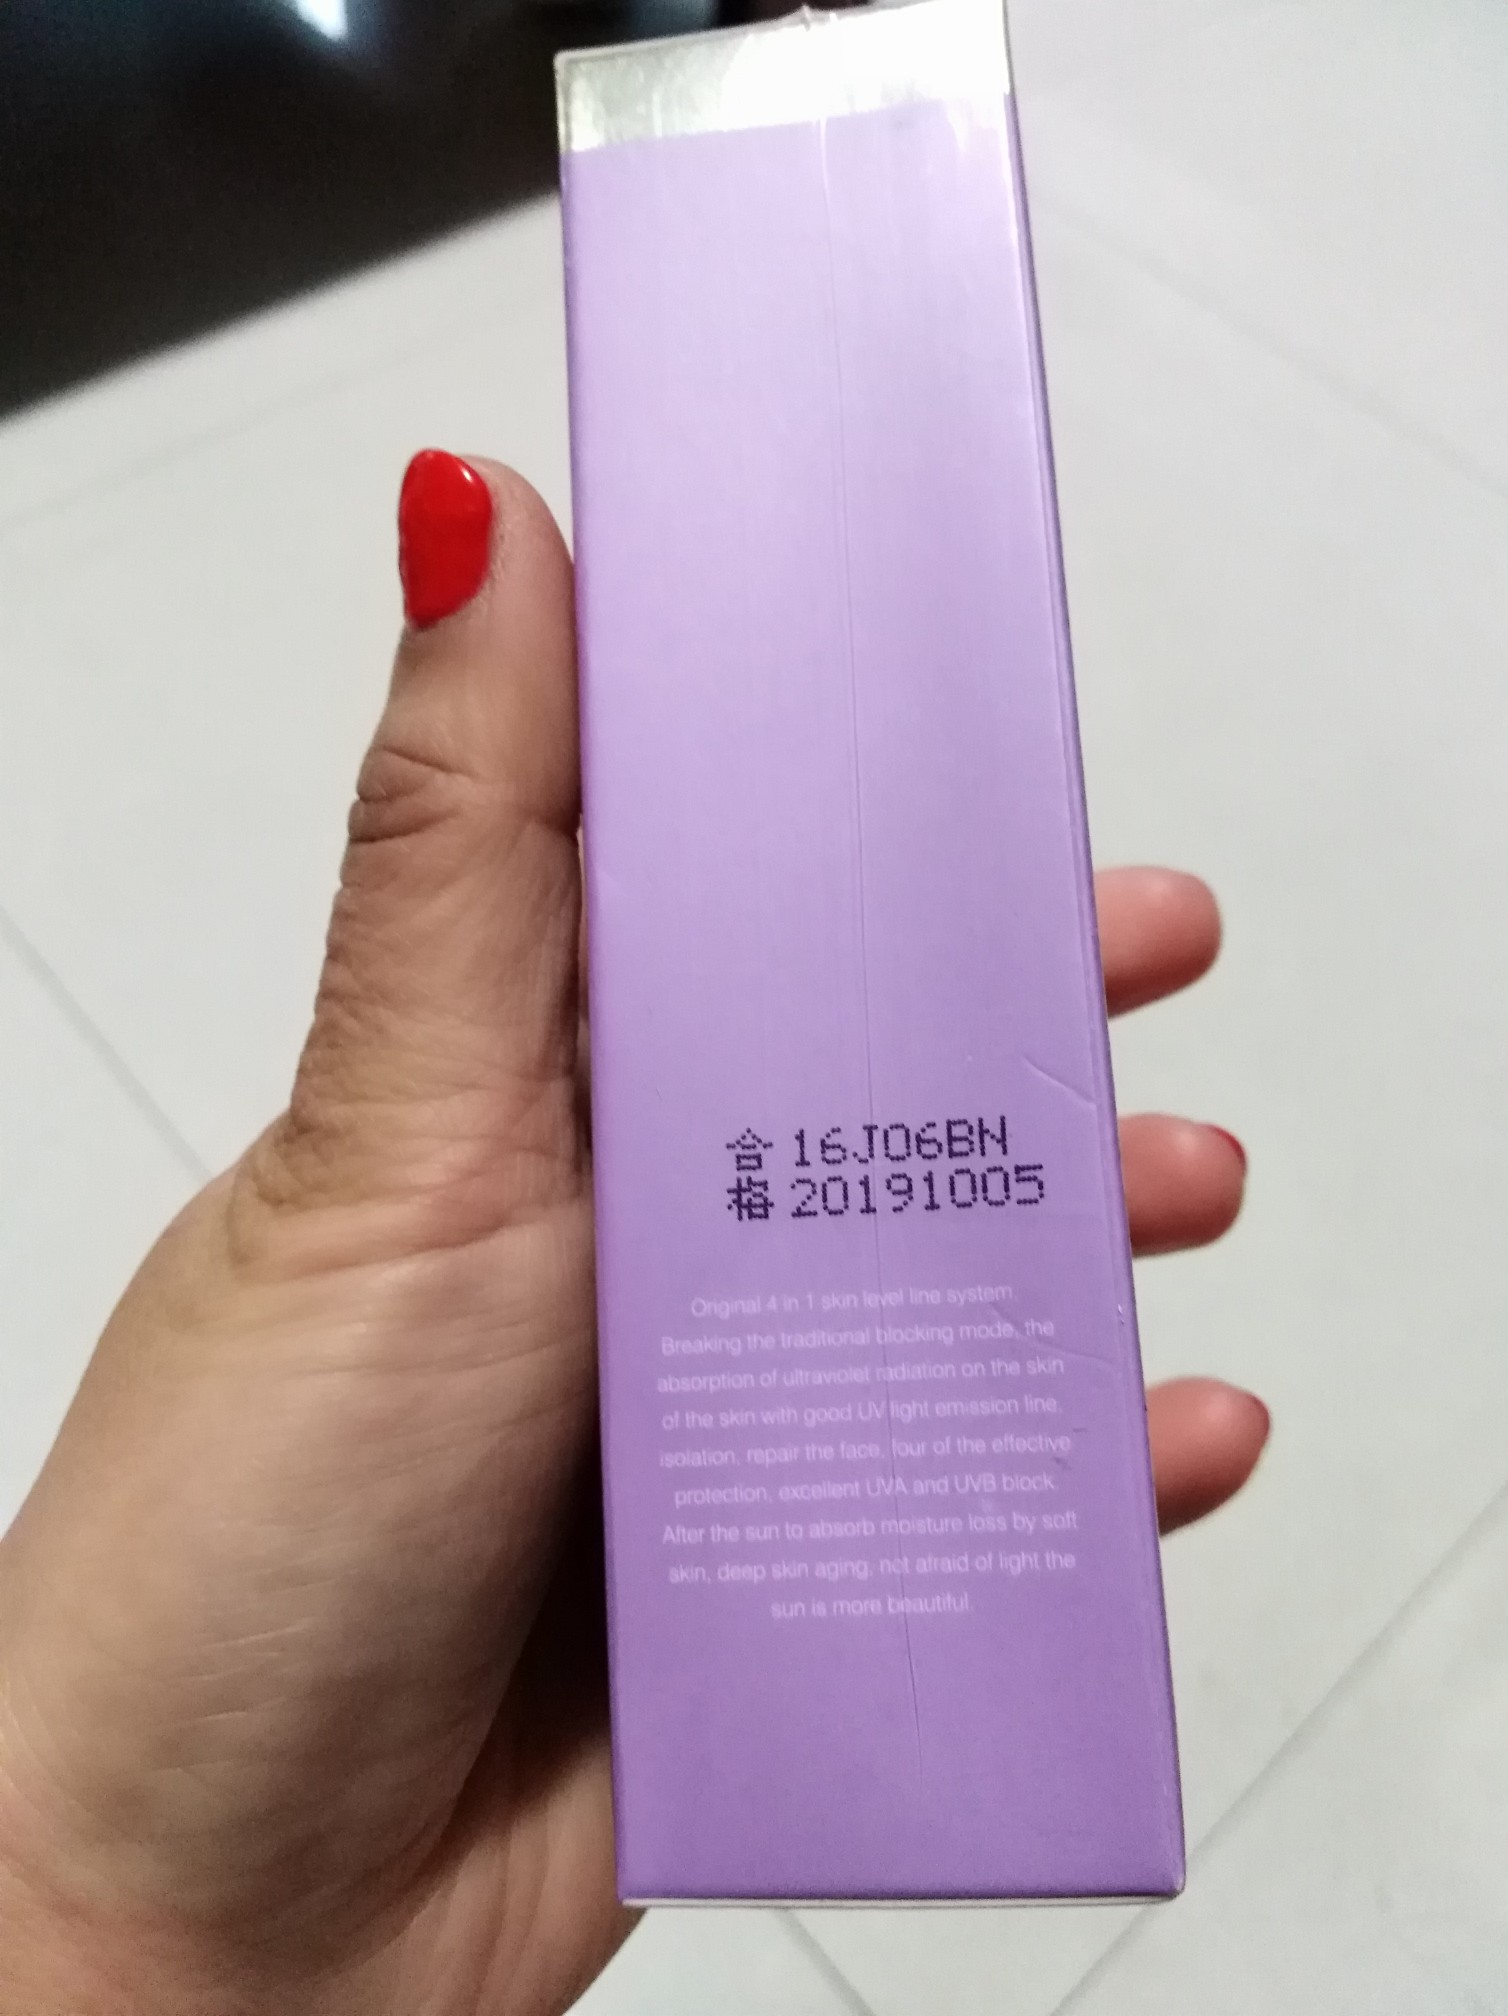 合 16J06BN
格 20191005
Original 4 in 1 skin level line system.
Breaking the traditional blocking mode, the
absorption of ultraviolet radiation on the skin
of the skin with good UV light emission line,
isolation, repair the face, four of the effective
protection, excellent UVA and UVB block.
After the sun to absorb moisture loss by soft
skin, deep skin aging, not afraid of light the
sun is more beautiful.